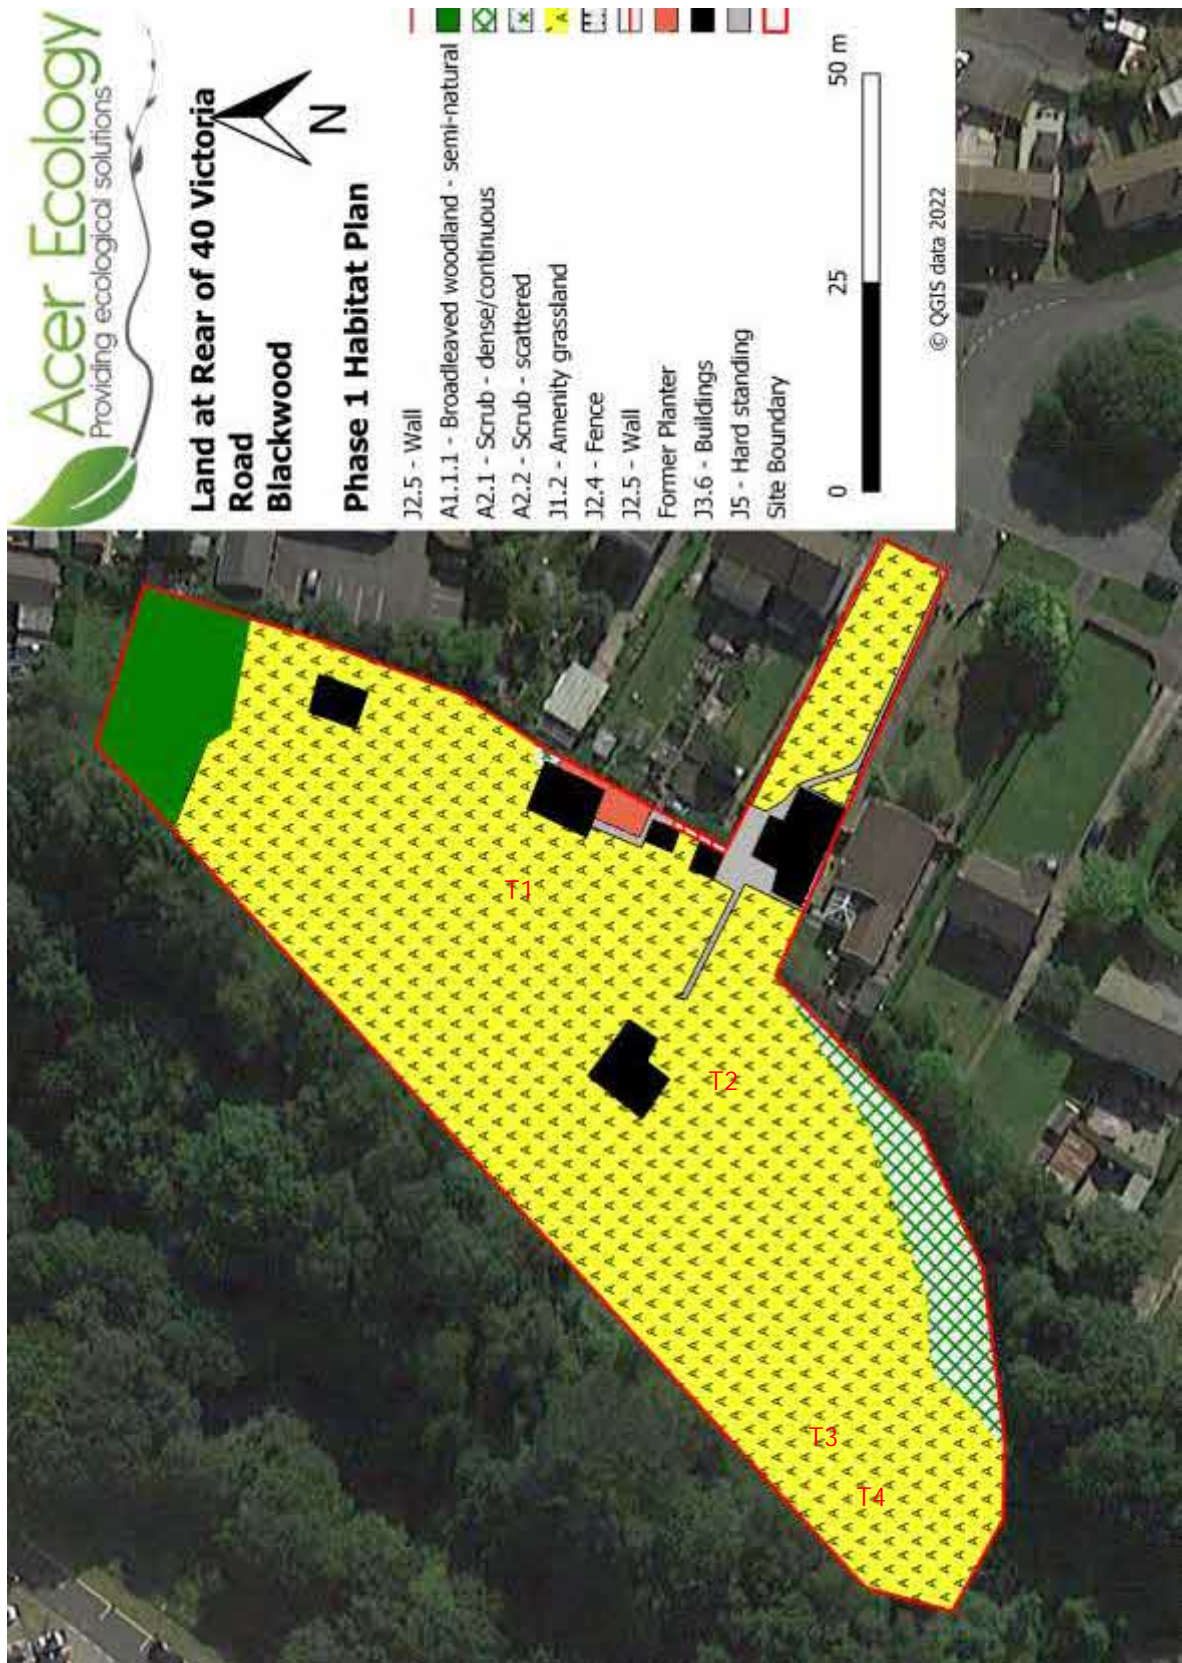 Acer Ecology
Providing ecological solutions
Land at Rear of 40 Victoria
Road
Blackwood
N
Phase 1 Habitat Plan
J2.5 - Wall
A1.1.1 - Broadleaved woodland - semi-natural
A2.1 - Scrub - dense/continuous
A2.2 - Scrub - scattered
J1.2 - Amenity grassland
J2.4 - Fence
J2.5 - Wall
Former Planter
J3.6 - Buildings
J5 - Hard standing
Site Boundary
0 25 50 m
© QGIS data 2022
T1
T2
T3
T4